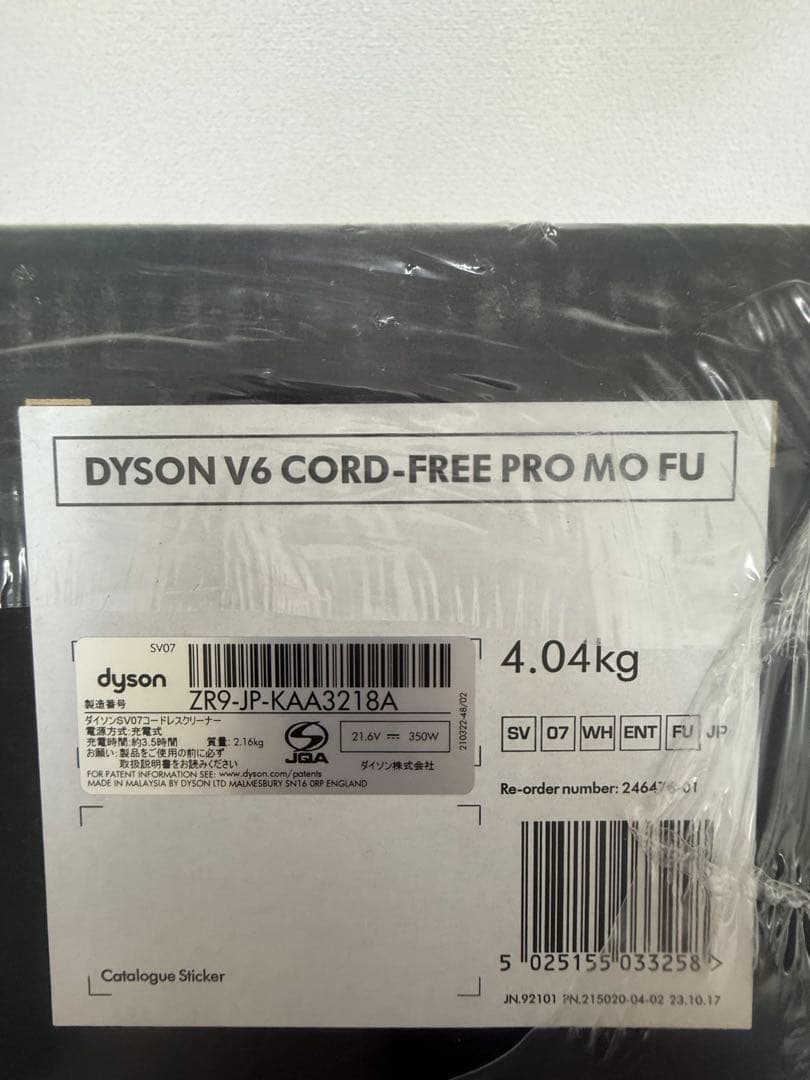 DYSON V6 CORD-FREE PRO MO FU
SV07
dyson
製造番号 ZR9-JP-KAA3218A
ダイソンSV07コードレスクリーナー
電源方式:充電式
充電時間:約3.5時間 質量: 2.16kg
お願い:製品をご使用の前に必ず
取扱説明書をお読みください
JQA
21.6V 350W
ダイソン株式会社
FOR PATENT INFORMATION SEE: www.dyson.com/patents
MADE IN MALAYSIA BY DYSON LTD MALMESBURY SN16 0RP ENGLAND
210322-48/02
4.04kg
SV 07 WH ENT FU JP
Re-order number: 246476-01
5 025155 033258 >
JN.92101 PN.215020-04-02 23.10.17
Catalogue Sticker